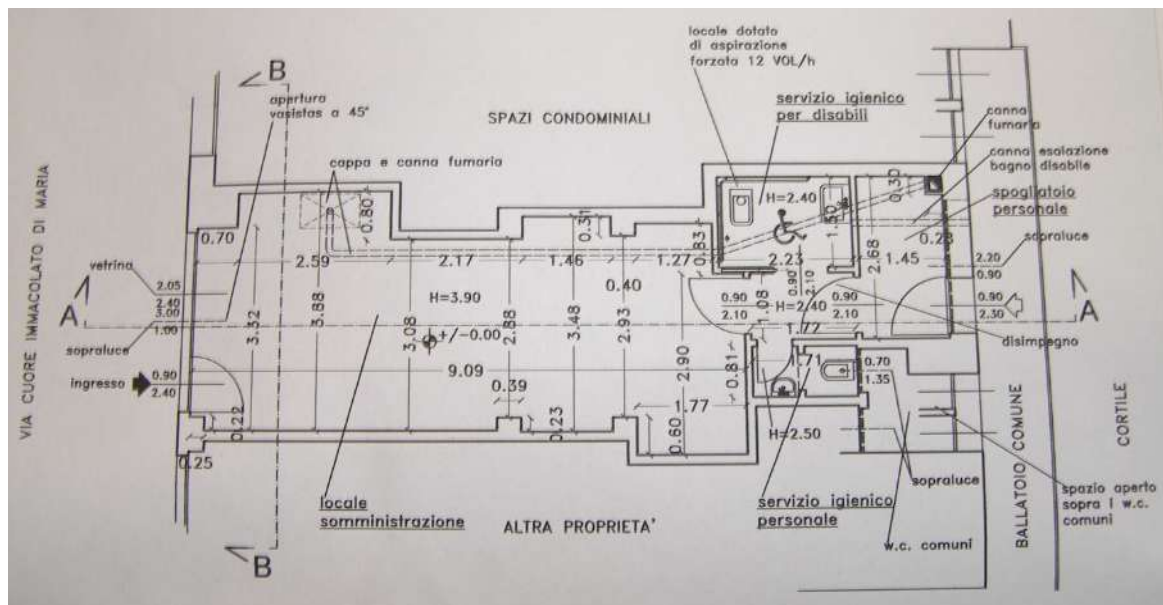 locale dotato
di aspirazione
forzata 12 VOL/h
B
apertura
vasistas a 45°
SPAZI CONDOMINIALI
servizio igienico
per disabili
canna
fumaria
canna esalazione
bagno disabile
spogliatoio
personale
cappa e canna fumaria
VIA CUORE IMMACOLATO DI MARIA
0.80
0.31
H=2.40
1.50
0.30
0.70
2.59
2.17
1.46
1.27
0.83
2.23
2.68
1.45
sopraluce
2.20
0.90
vetrina
2.05
2.40
3.00
1.00
sopraluce
A
3.32
3.88
H=3.90
3.08
+/-0.00
2.88
3.48
0.40
2.93
0.90
2.10
1.08
0.90
2.10
H=2.40
0.90
2.10
1.77
0.90
2.30
A
disimpegno
ingresso
0.90
2.40
9.09
0.39
2.90
0.81
0.70
1.35
0.22
0.23
1.77
0.60
H=2.50
0.25
B
locale
somministrazione
ALTRA PROPRIETA'
servizio igienico
personale
sopraluce
w.c. comuni
spazio aperto
sopra i w.c.
comuni
BALLATOIO COMUNE
CORTILE